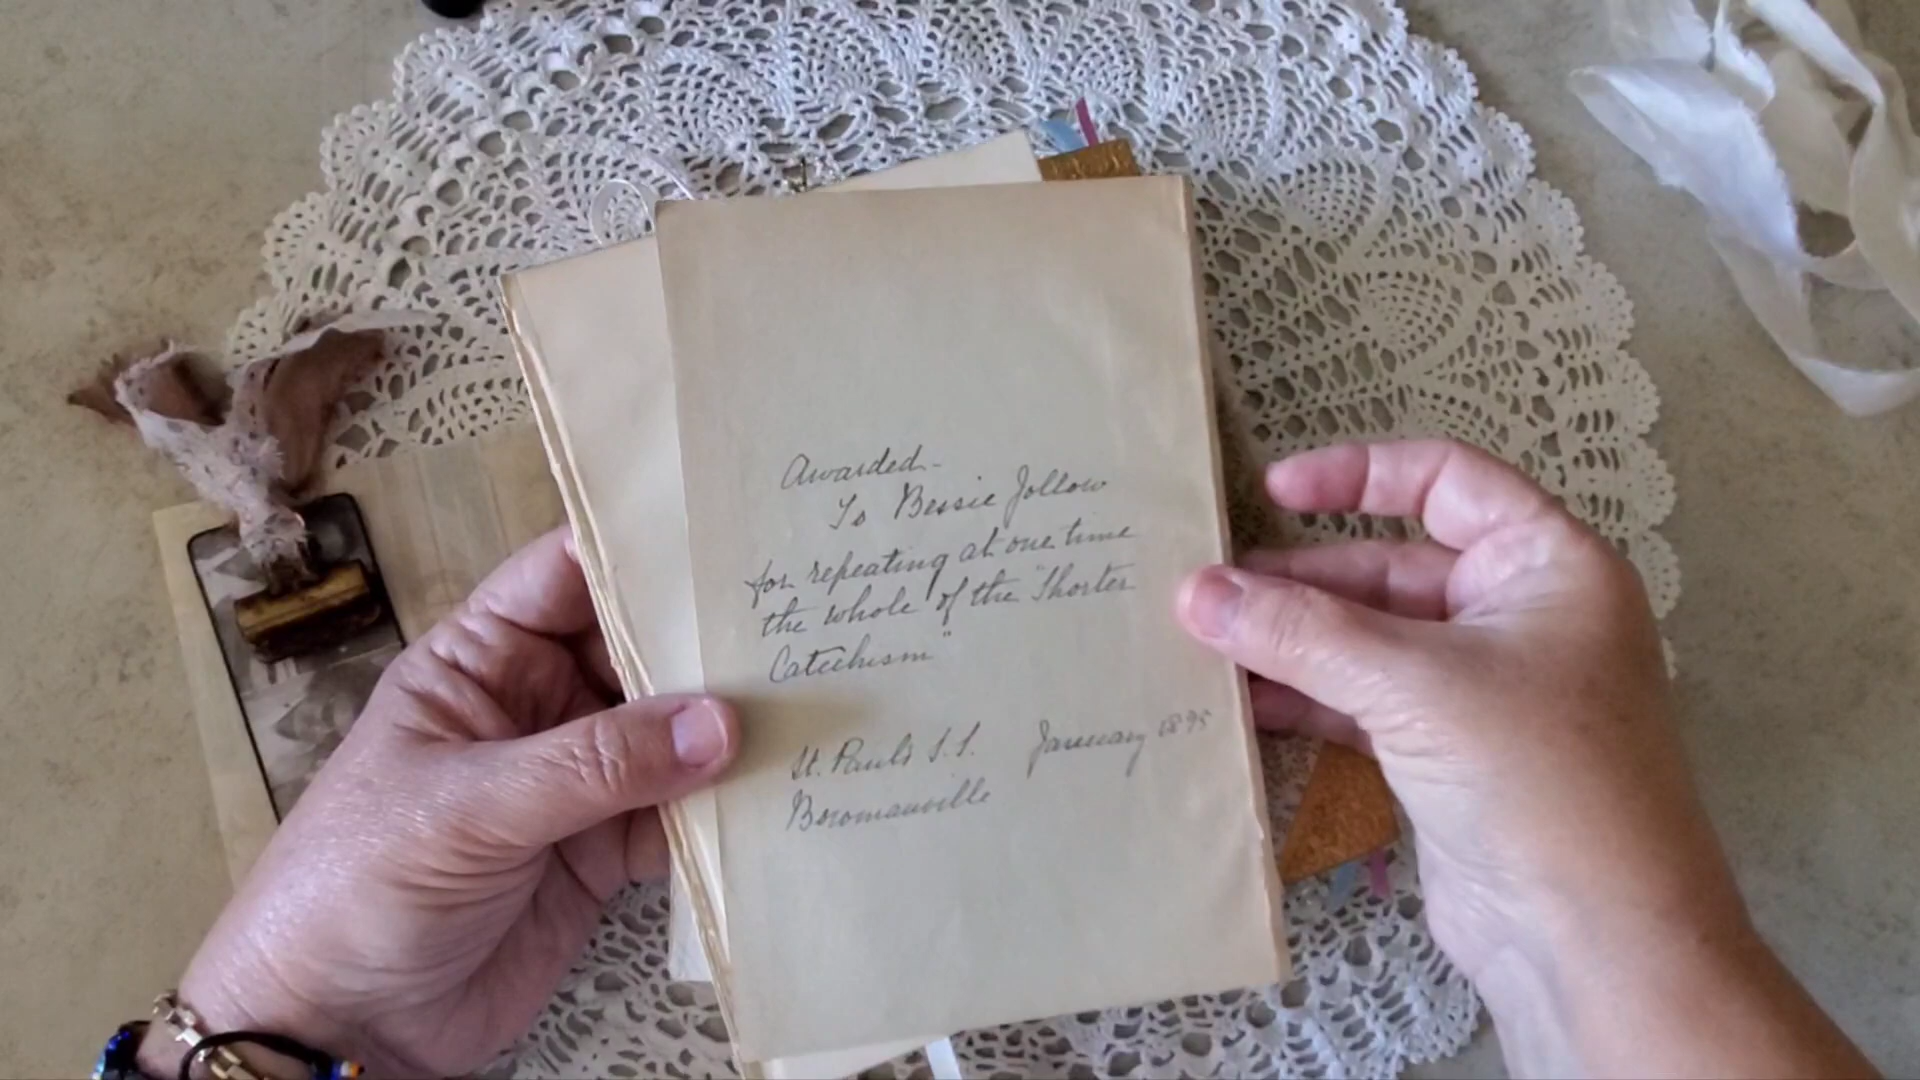 Awarded-
To Bessie Jollow
for repeating at one time
the whole of the "Shorter
Catechism"
St. Paul's S.S. January 1895
Bowmanville